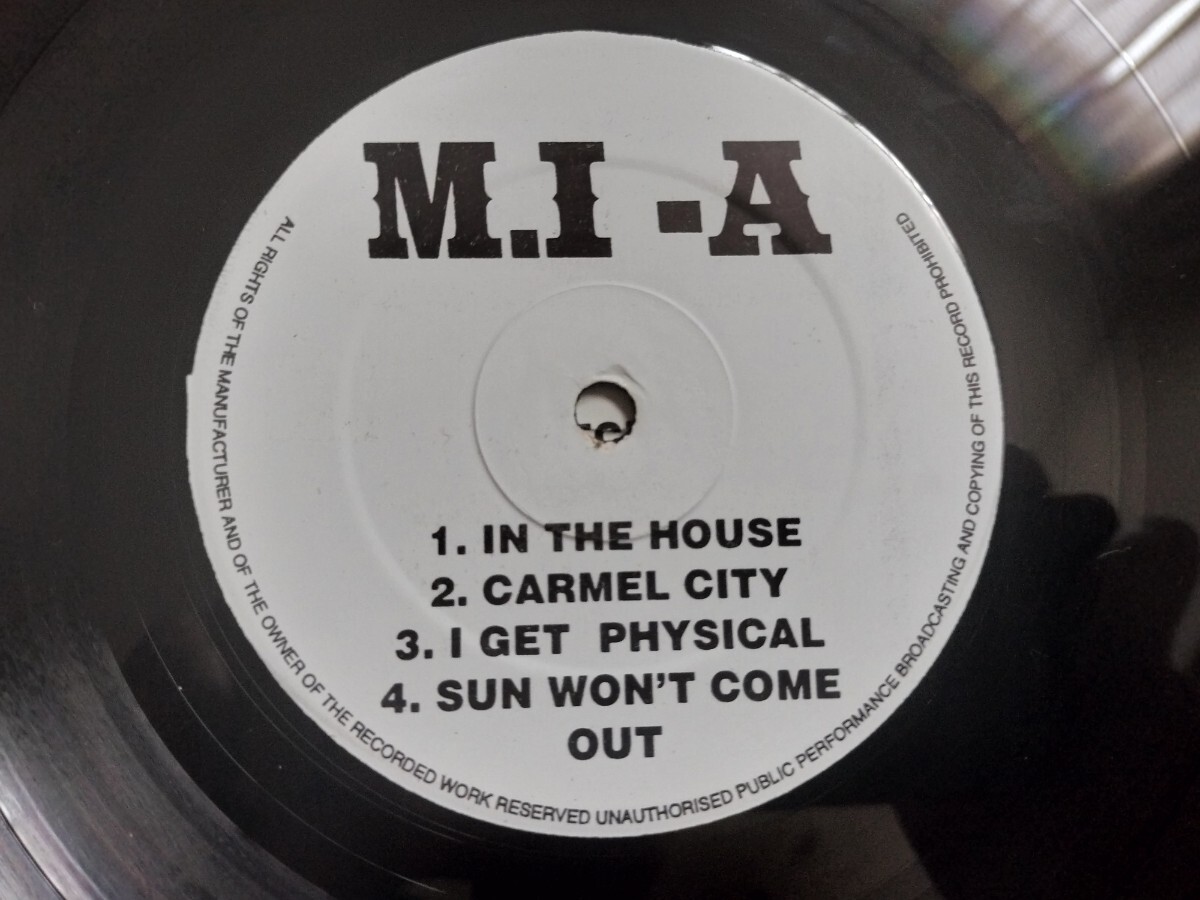 M.I-A
1. IN THE HOUSE
2. CARMEL CITY
3. I GET PHYSICAL
4. SUN WON'T COME
OUT
ALL RIGHTS OF THE MANUFACTURER AND OF THE OWNER OF THE RECORDED WORK RESERVED UNAUTHORISED PUBLIC PERFORMANCE BROADCASTING AND COPYING OF THIS RECORD PROHIBITED